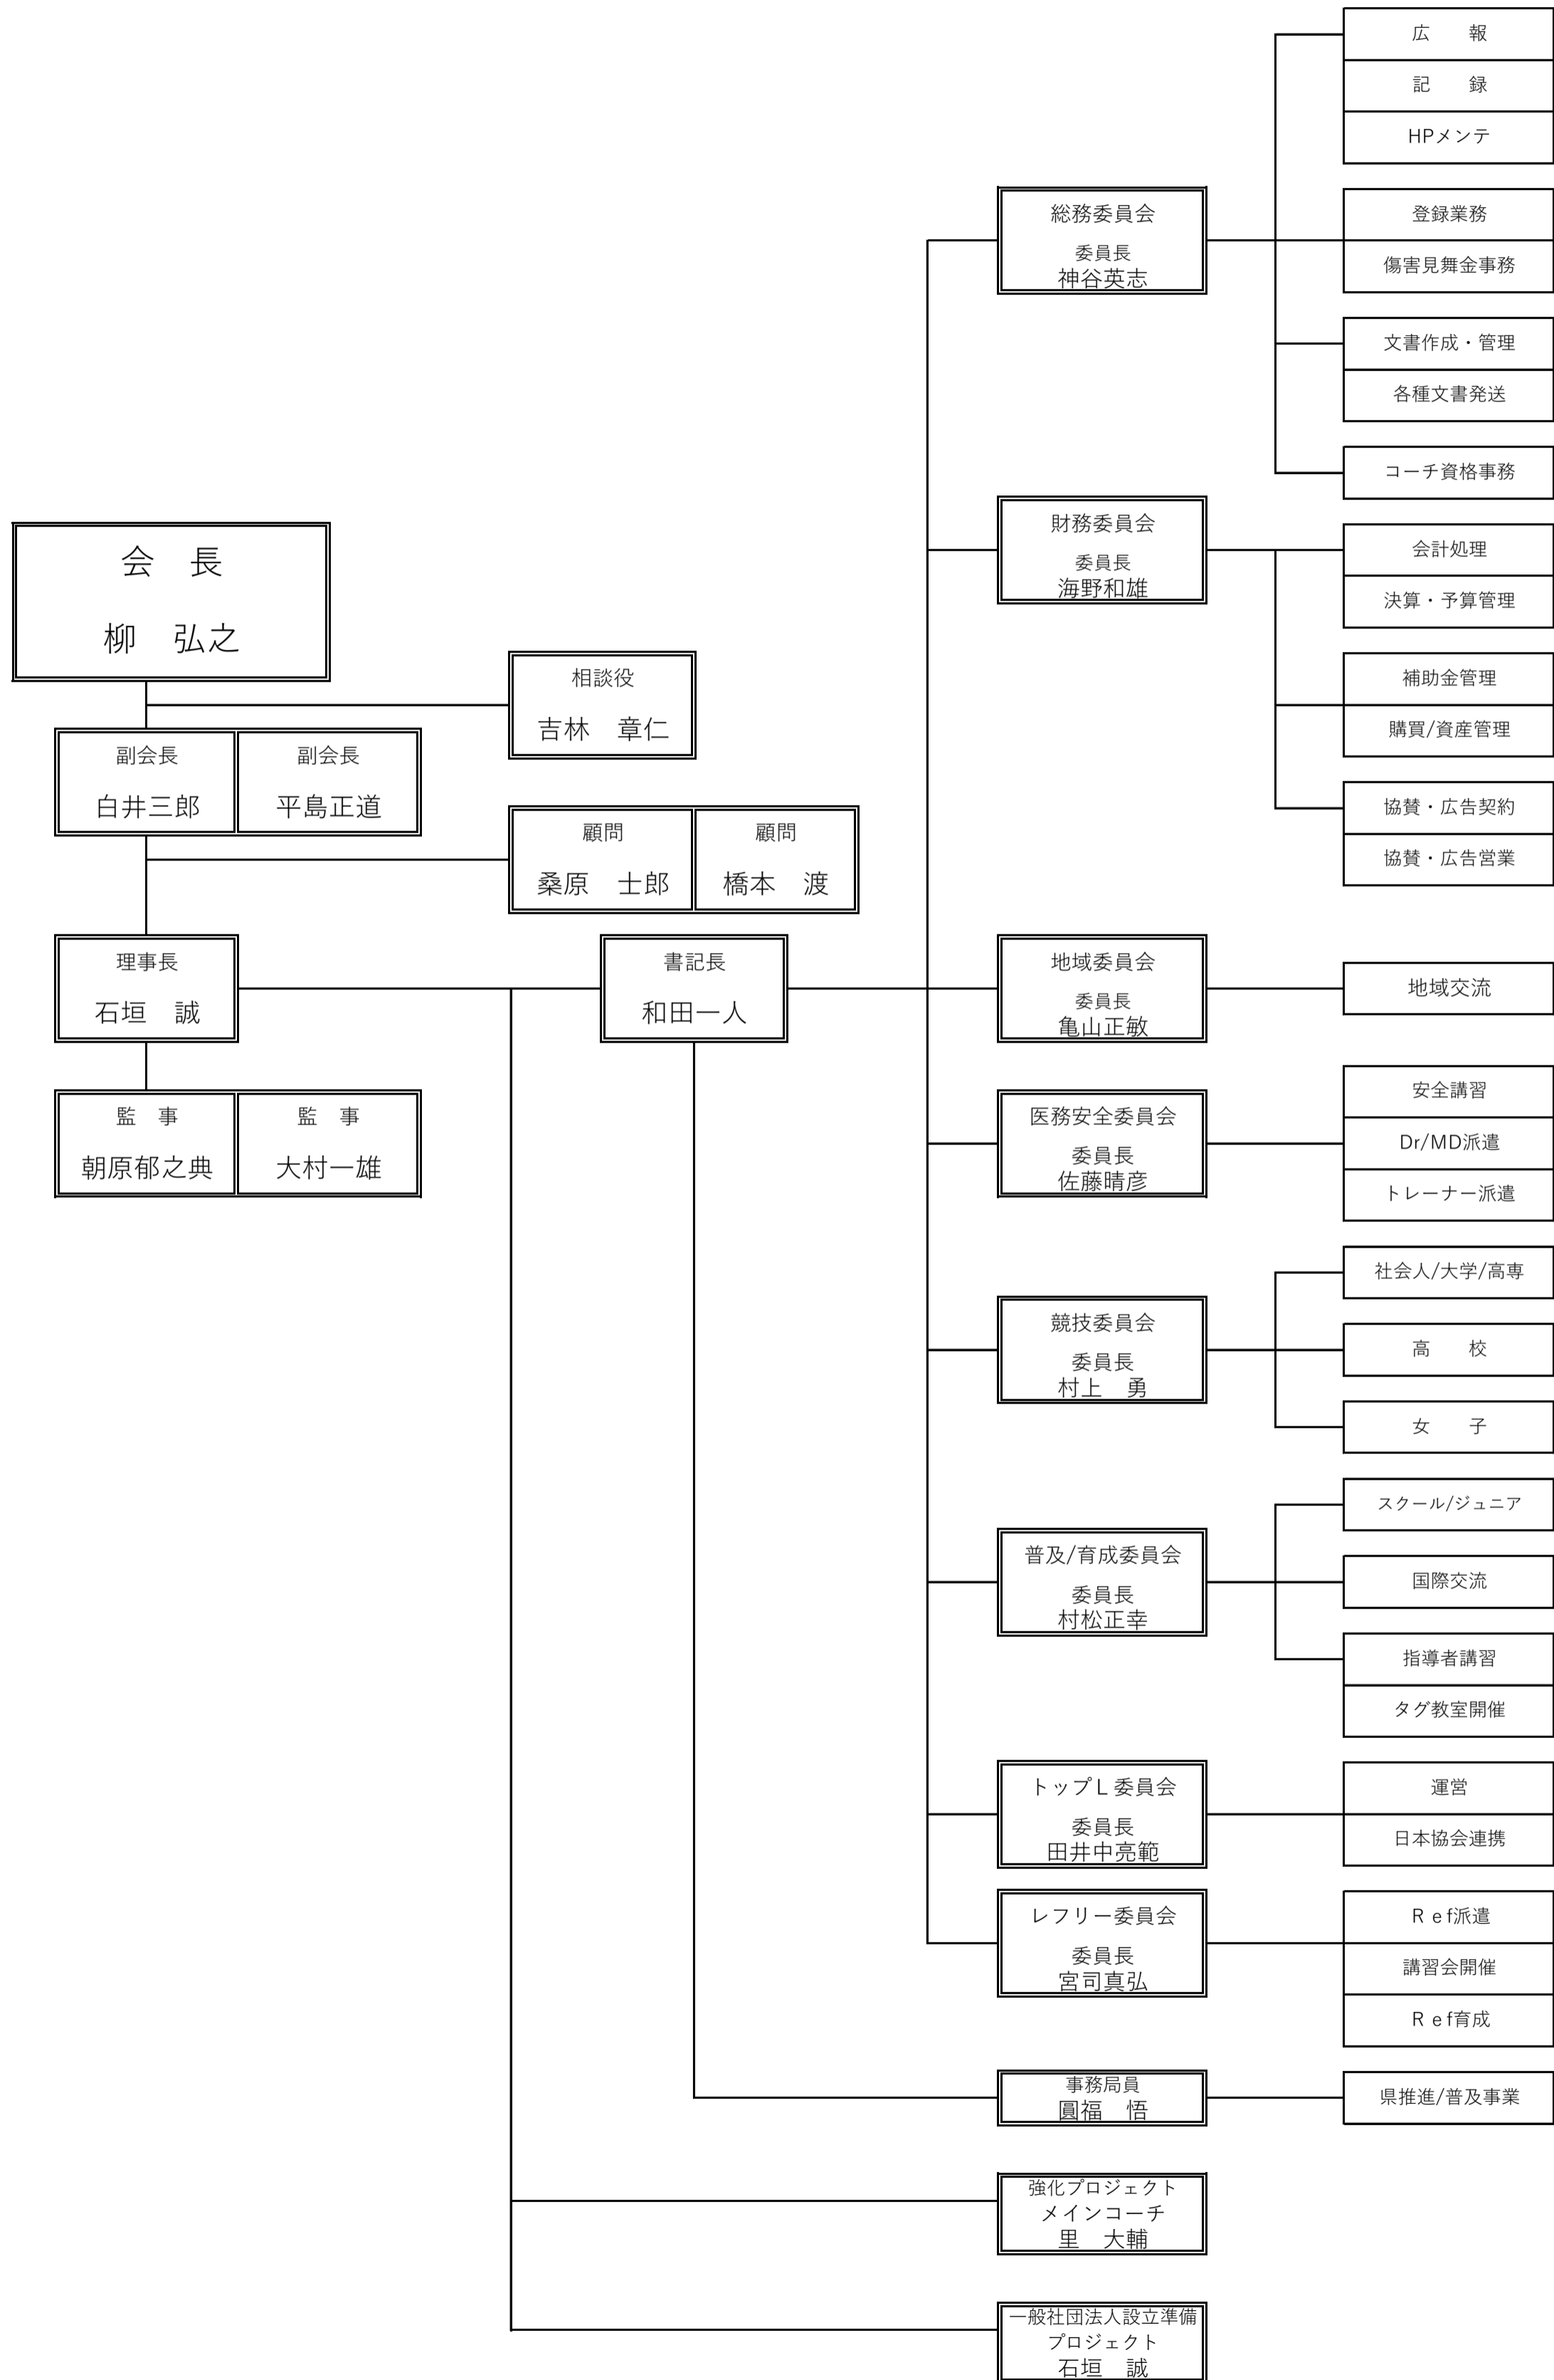 会　長
柳　弘之
相談役
吉林　章仁
副会長
白井三郎
副会長
平島正道
顧問
桑原　士郎
顧問
橋本　渡
理事長
石垣　誠
書記長
和田一人
監　事
朝原郁之典
監　事
大村一雄
総務委員会
委員長
神谷英志
広　　報
記　　録
HPメンテ
登録業務
傷害見舞金事務
文書作成・管理
各種文書発送
コーチ資格事務
財務委員会
委員長
海野和雄
会計処理
決算・予算管理
補助金管理
購買/資産管理
協賛・広告契約
協賛・広告営業
地域委員会
委員長
亀山正敏
地域交流
医務安全委員会
委員長
佐藤晴彦
安全講習
Dr/MD派遣
トレーナー派遣
競技委員会
委員長
村上　勇
社会人/大学/高専
高　　校
女　　子
普及/育成委員会
委員長
村松正幸
スクール/ジュニア
国際交流
指導者講習
タグ教室開催
トップＬ委員会
委員長
田井中亮範
運営
日本協会連携
レフリー委員会
委員長
宮司真弘
Ｒｅf派遣
講習会開催
Ｒｅf育成
事務局員
圓福　悟
県推進/普及事業
強化プロジェクト
メインコーチ
里　大輔
一般社団法人設立準備
プロジェクト
石垣　誠